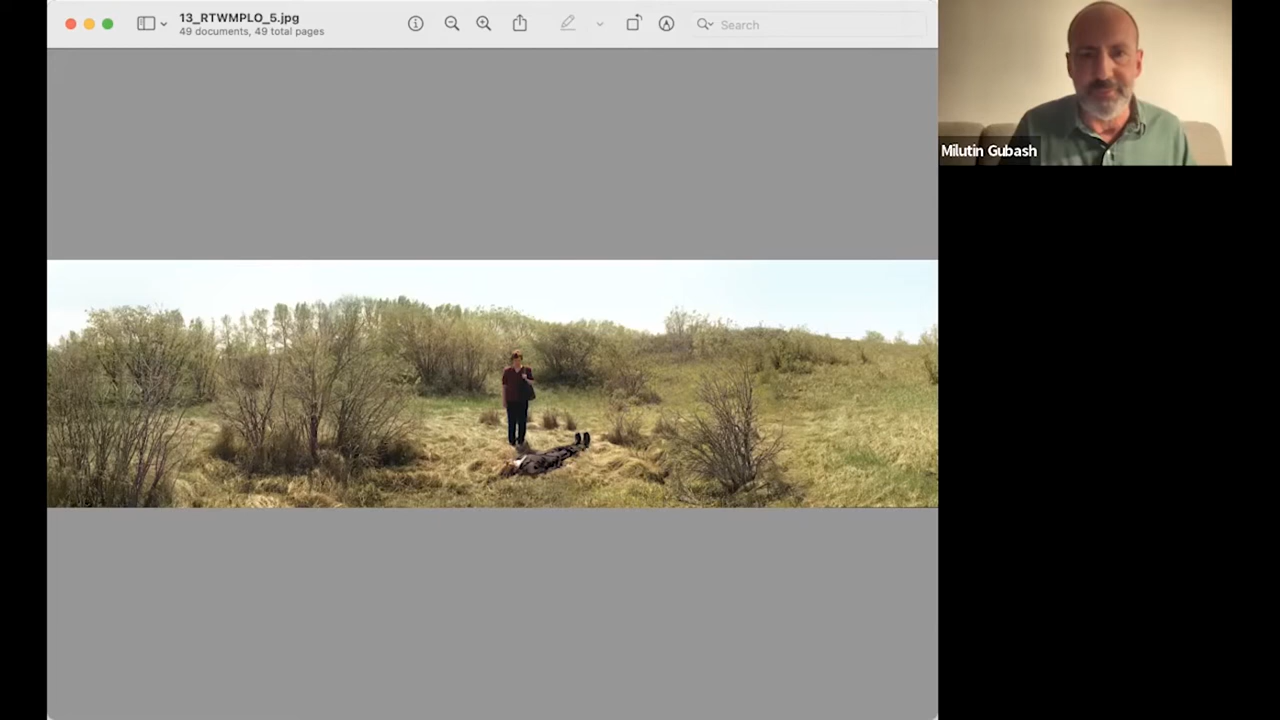 13_RTWMPLO_5.jpg
49 documents, 49 total pages
Search
Milutin Gubash